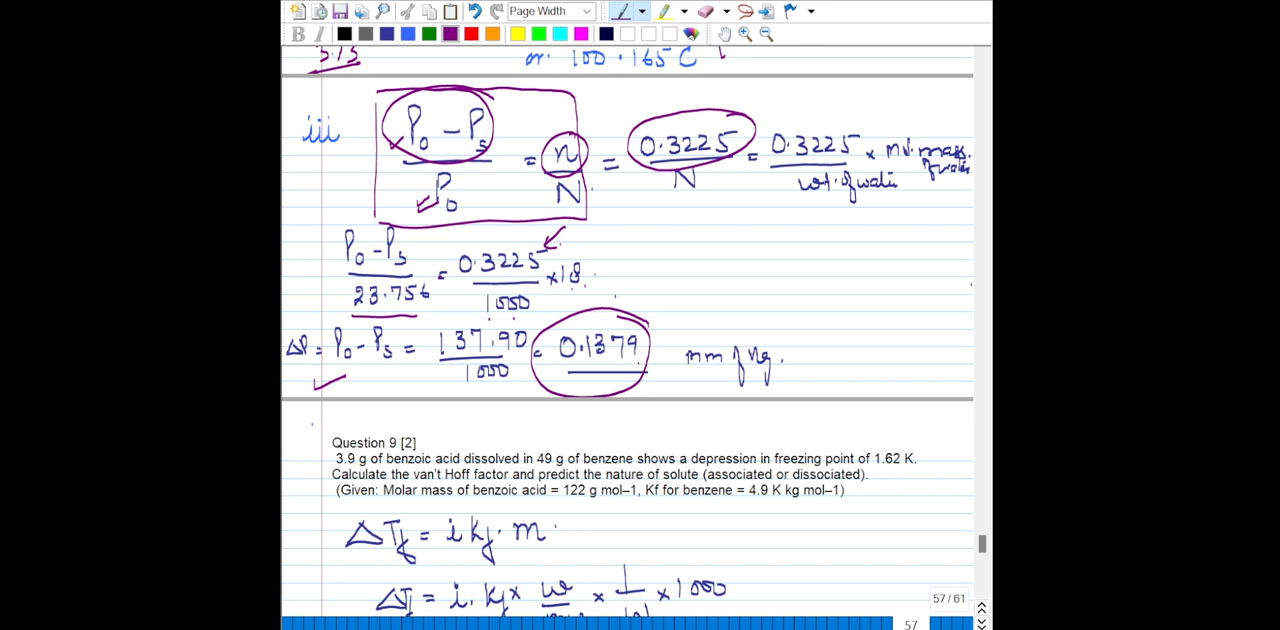 Page Width
B I
or 100.165°C
iii P₀ - Pₛ / P₀ = n / N = 0.3225 / N = 0.3225 / wt. of water × Ml. mass of water
P₀ - Pₛ / 23.756 = 0.3225 / 1000 × 18.
ΔP = P₀ - Pₛ = 137.90 / 1000 = 0.1379 mm of Hg.
Question 9 [2]
3.9 g of benzoic acid dissolved in 49 g of benzene shows a depression in freezing point of 1.62 K.
Calculate the van't Hoff factor and predict the nature of solute (associated or dissociated).
(Given: Molar mass of benzoic acid = 122 g mol–1, Kf for benzene = 4.9 K kg mol–1)
ΔTf = i kf · m
ΔTf = i. kf × w × 1 × 1000
57 / 61
57